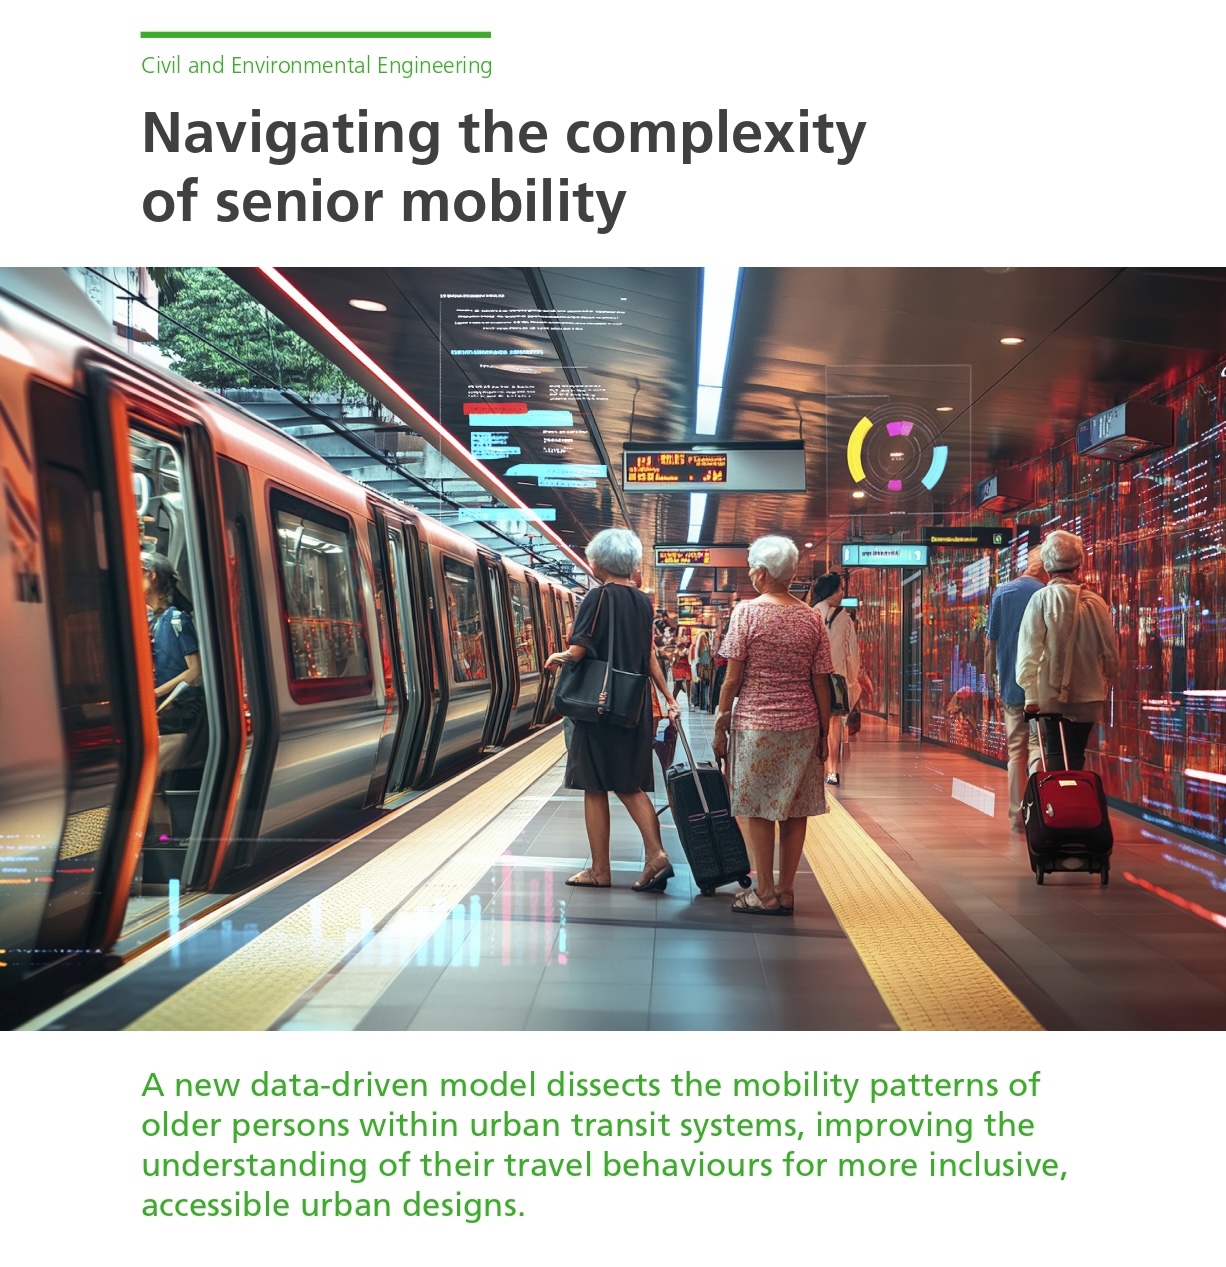 Civil and Environmental Engineering
Navigating the complexity
of senior mobility
A new data-driven model dissects the mobility patterns of
older persons within urban transit systems, improving the
understanding of their travel behaviours for more inclusive,
accessible urban designs.